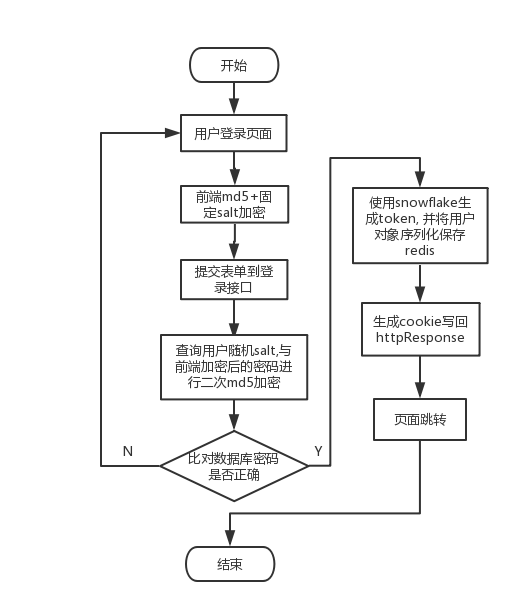 开始
用户登录页面
前端md5+固
定salt加密
提交表单到登
录接口
查询用户随机salt,与
前端加密后的密码进
行二次md5加密
比对数据库密码
是否正确
N
Y
使用snowflake生
成token, 并将用户
对象序列化保存
redis
生成cookie写回
httpResponse
页面跳转
结束